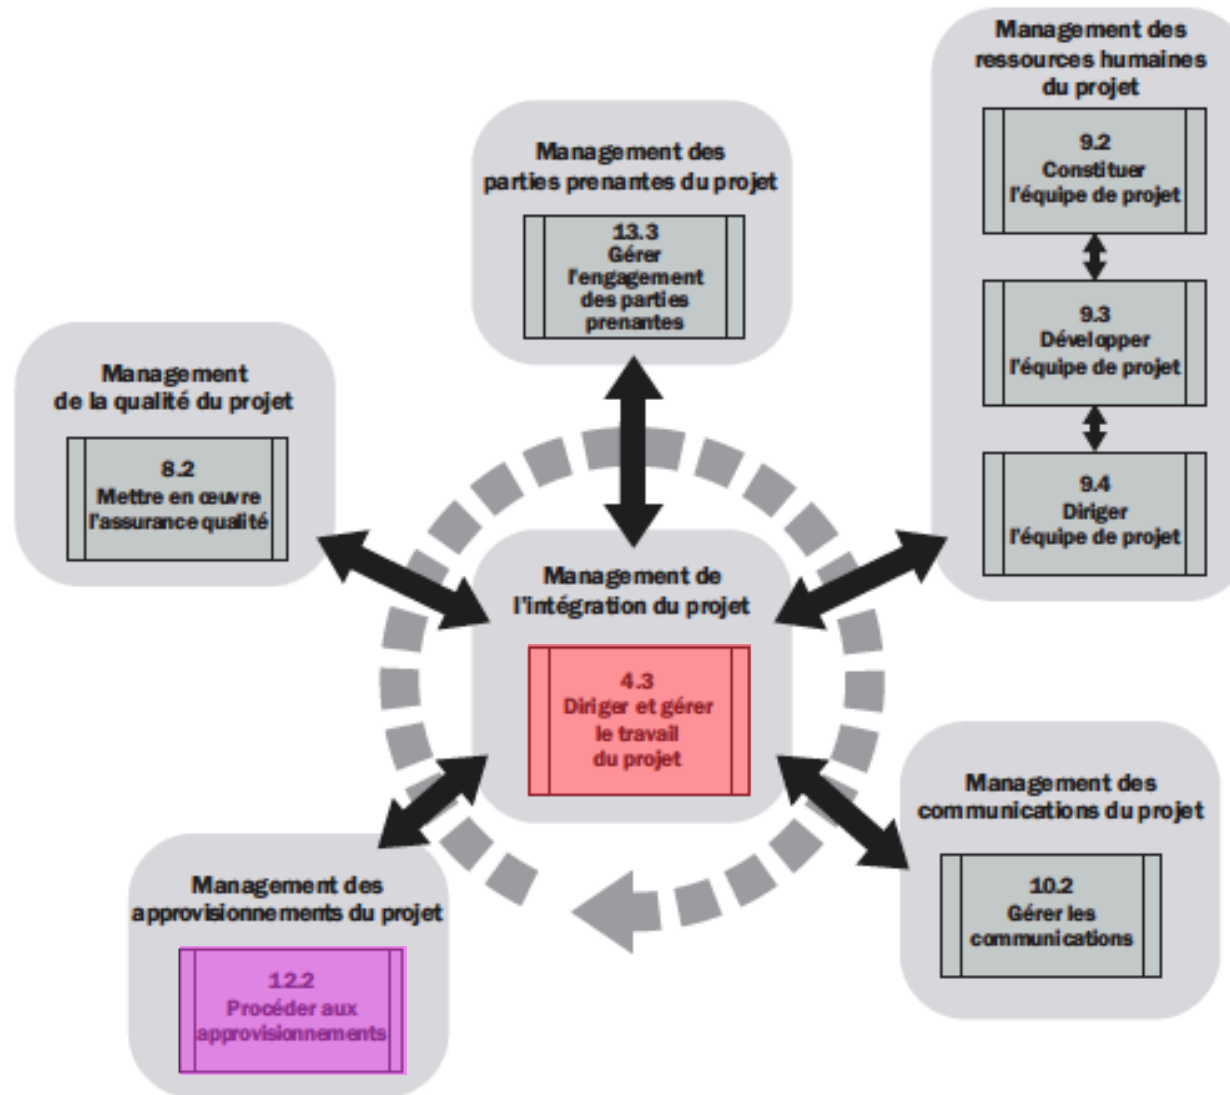 Management des
ressources humaines
du projet
9.2
Constituer
l'équipe de projet
9.3
Développer
l'équipe de projet
9.4
Diriger
l'équipe de projet
Management des
parties prenantes du projet
13.3
Gérer
l'engagement
des parties
prenantes
Management
de la qualité du projet
8.2
Mettre en œuvre
l'assurance qualité
Management de
l'intégration du projet
4.3
Diriger et gérer
le travail
du projet
Management des
communications du projet
10.2
Gérer les
communications
Management des
approvisionnements du projet
12.2
Procéder aux
approvisionnements